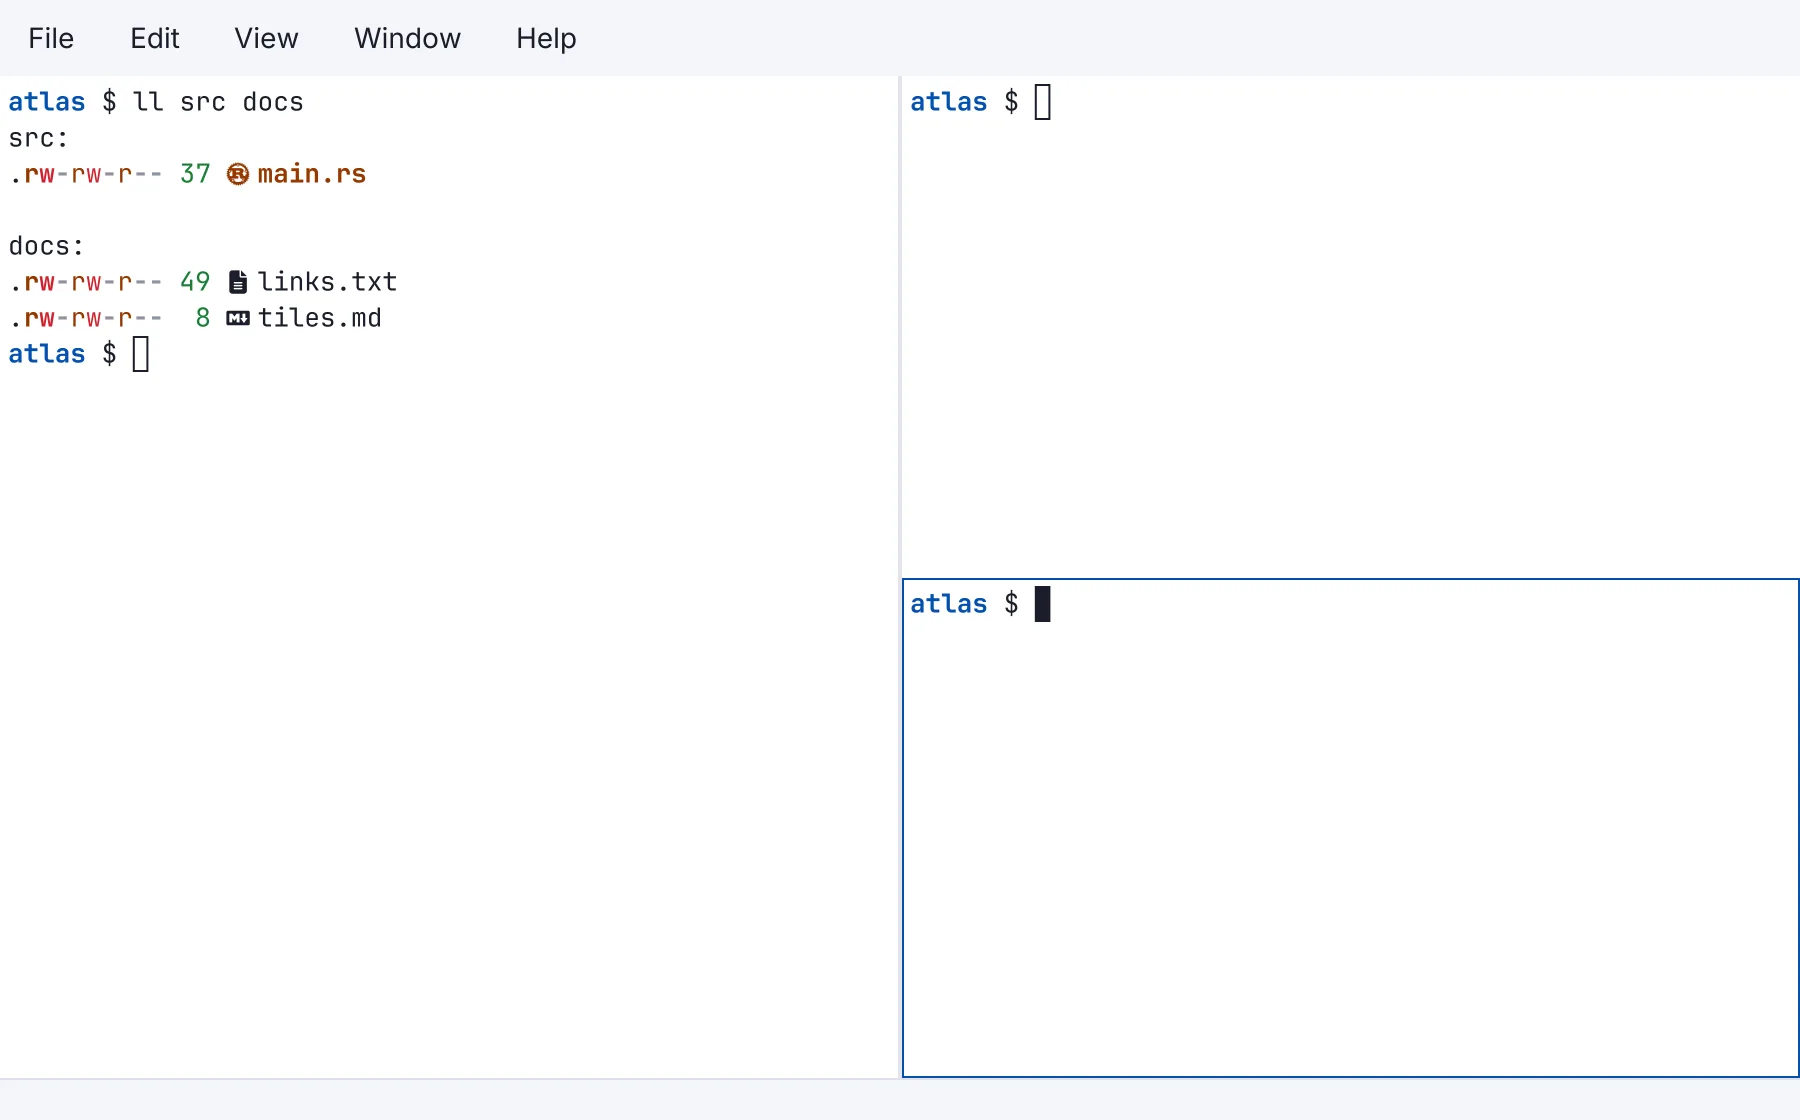 File Edit View Window Help
atlas $ ll src docs
src:
.rw-rw-r-- 37 main.rs
docs:
.rw-rw-r-- 49 links.txt
.rw-rw-r-- 8 tiles.md
atlas $
atlas $
atlas $